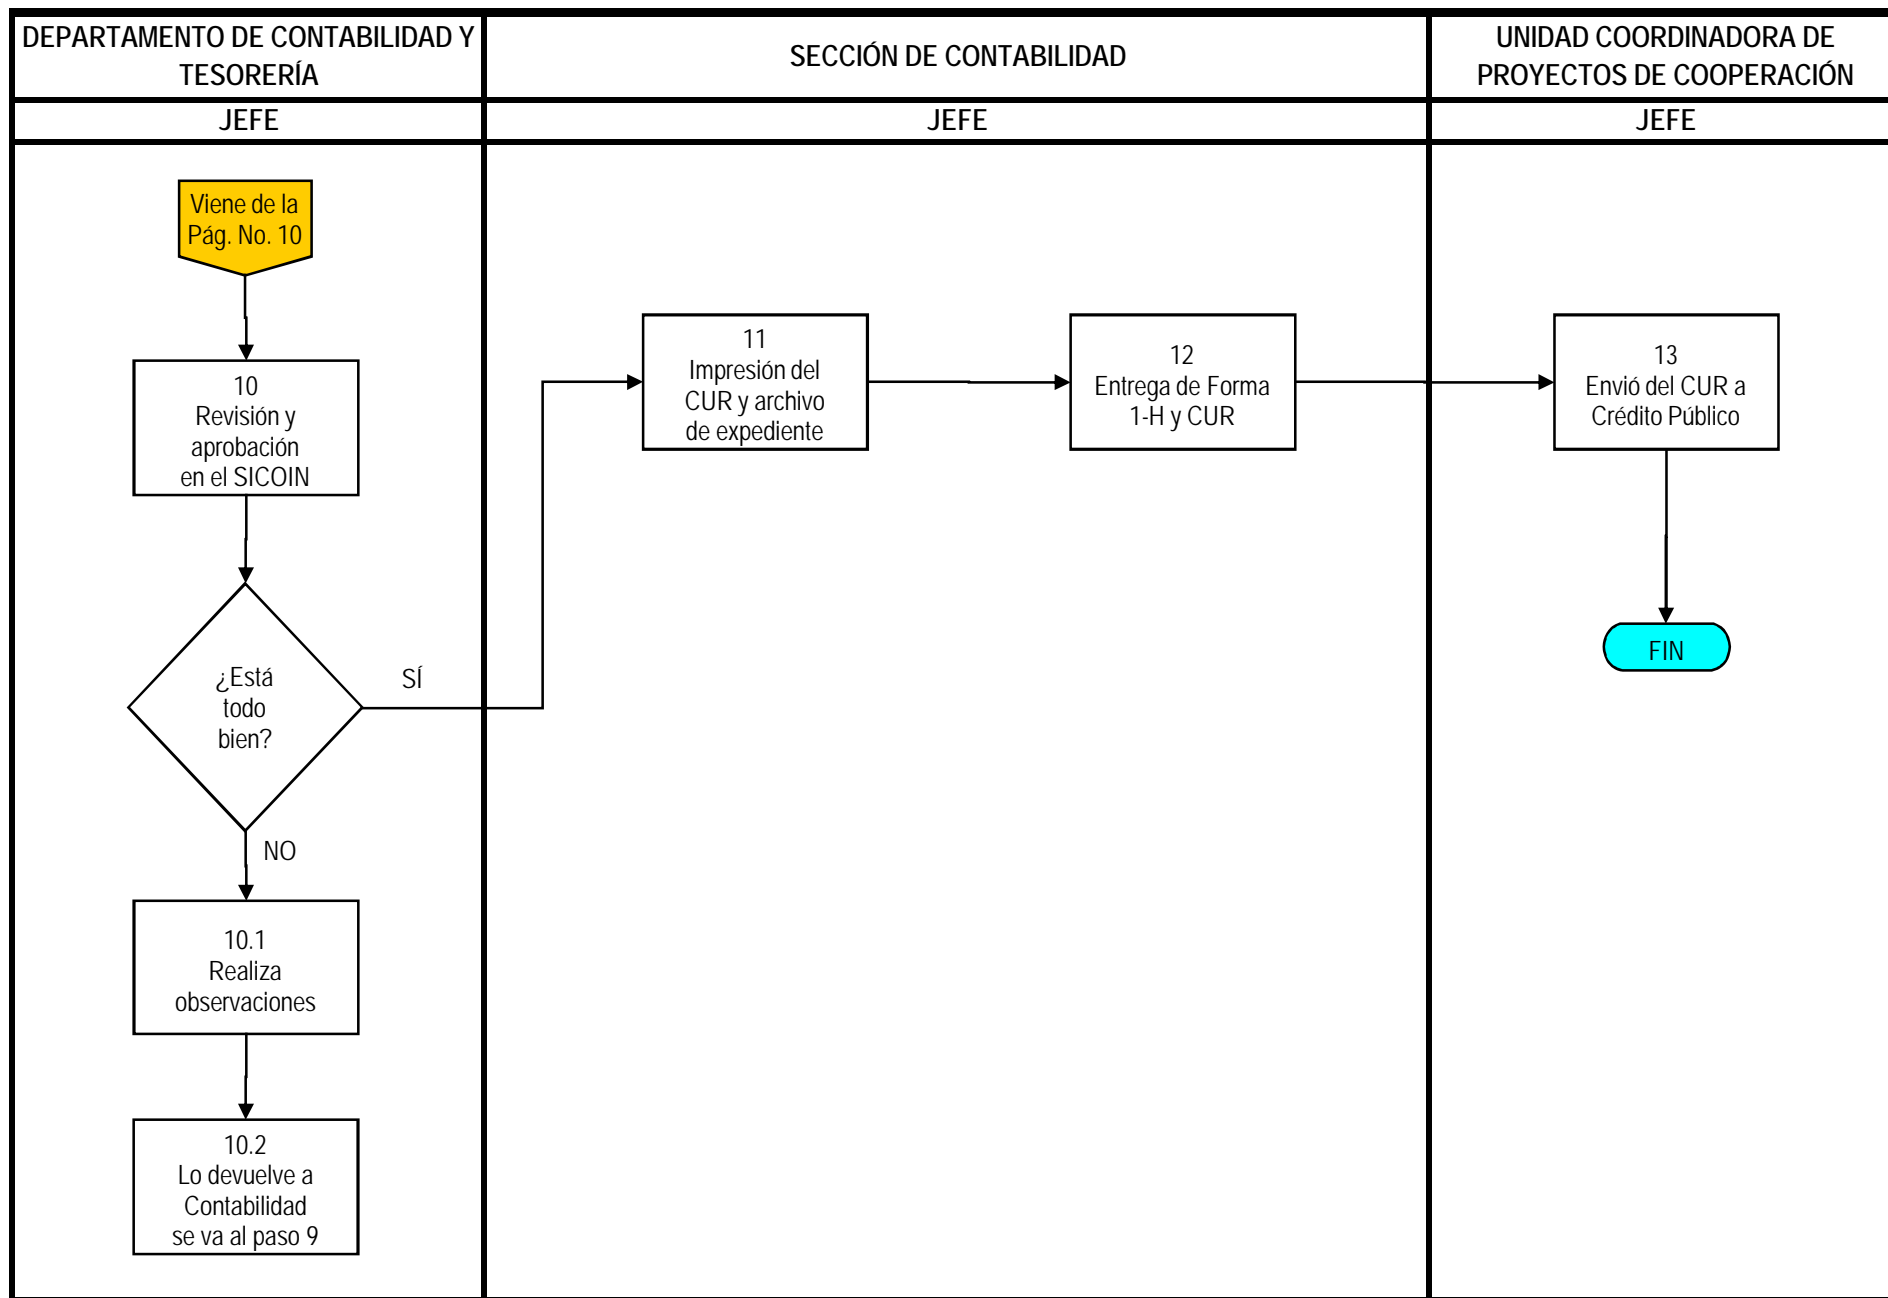 DEPARTAMENTO DE CONTABILIDAD Y
TESORERÍA
SECCIÓN DE CONTABILIDAD
UNIDAD COORDINADORA DE
PROYECTOS DE COOPERACIÓN
JEFE
JEFE
JEFE
Viene de la
Pág. No. 10
10
Revisión y
aprobación
en el SICOIN
¿Está
todo
bien?
SÍ
NO
10.1
Realiza
observaciones
10.2
Lo devuelve a
Contabilidad
se va al paso 9
11
Impresión del
CUR y archivo
de expediente
12
Entrega de Forma
1-H y CUR
13
Envió del CUR a
Crédito Público
FIN